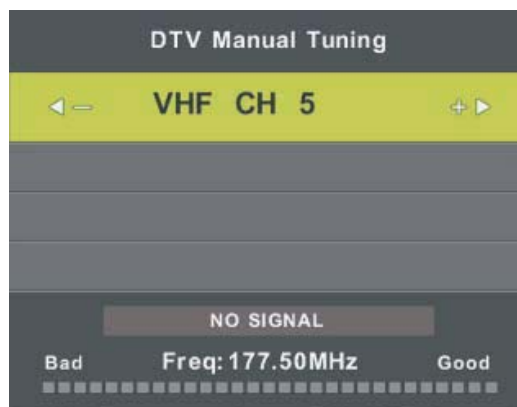 DTV Manual Tuning
VHF CH 5
NO SIGNAL
Bad Freq: 177.50MHz Good